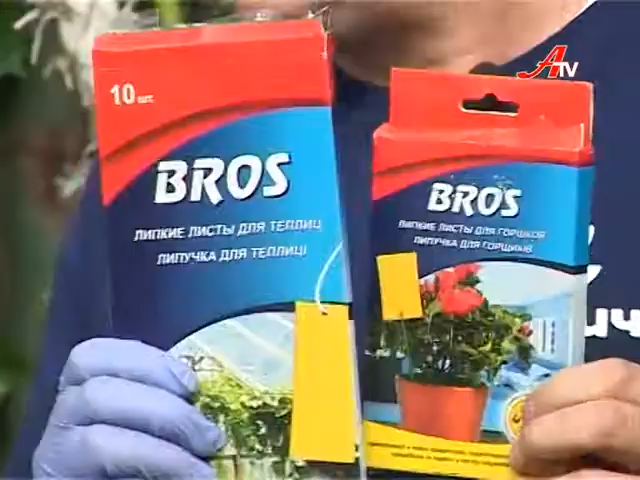 ATV
10 шт.
BROS
ЛИПКИЕ ЛИСТЫ ДЛЯ ТЕПЛИЦ
ЛИПУЧКА ДЛЯ ТЕПЛИЦІ
BROS
ЛИПКИЕ ЛИСТЫ ДЛЯ ГОРШКОВ
ЛИПУЧКА ДЛЯ ГОРЩИКІВ